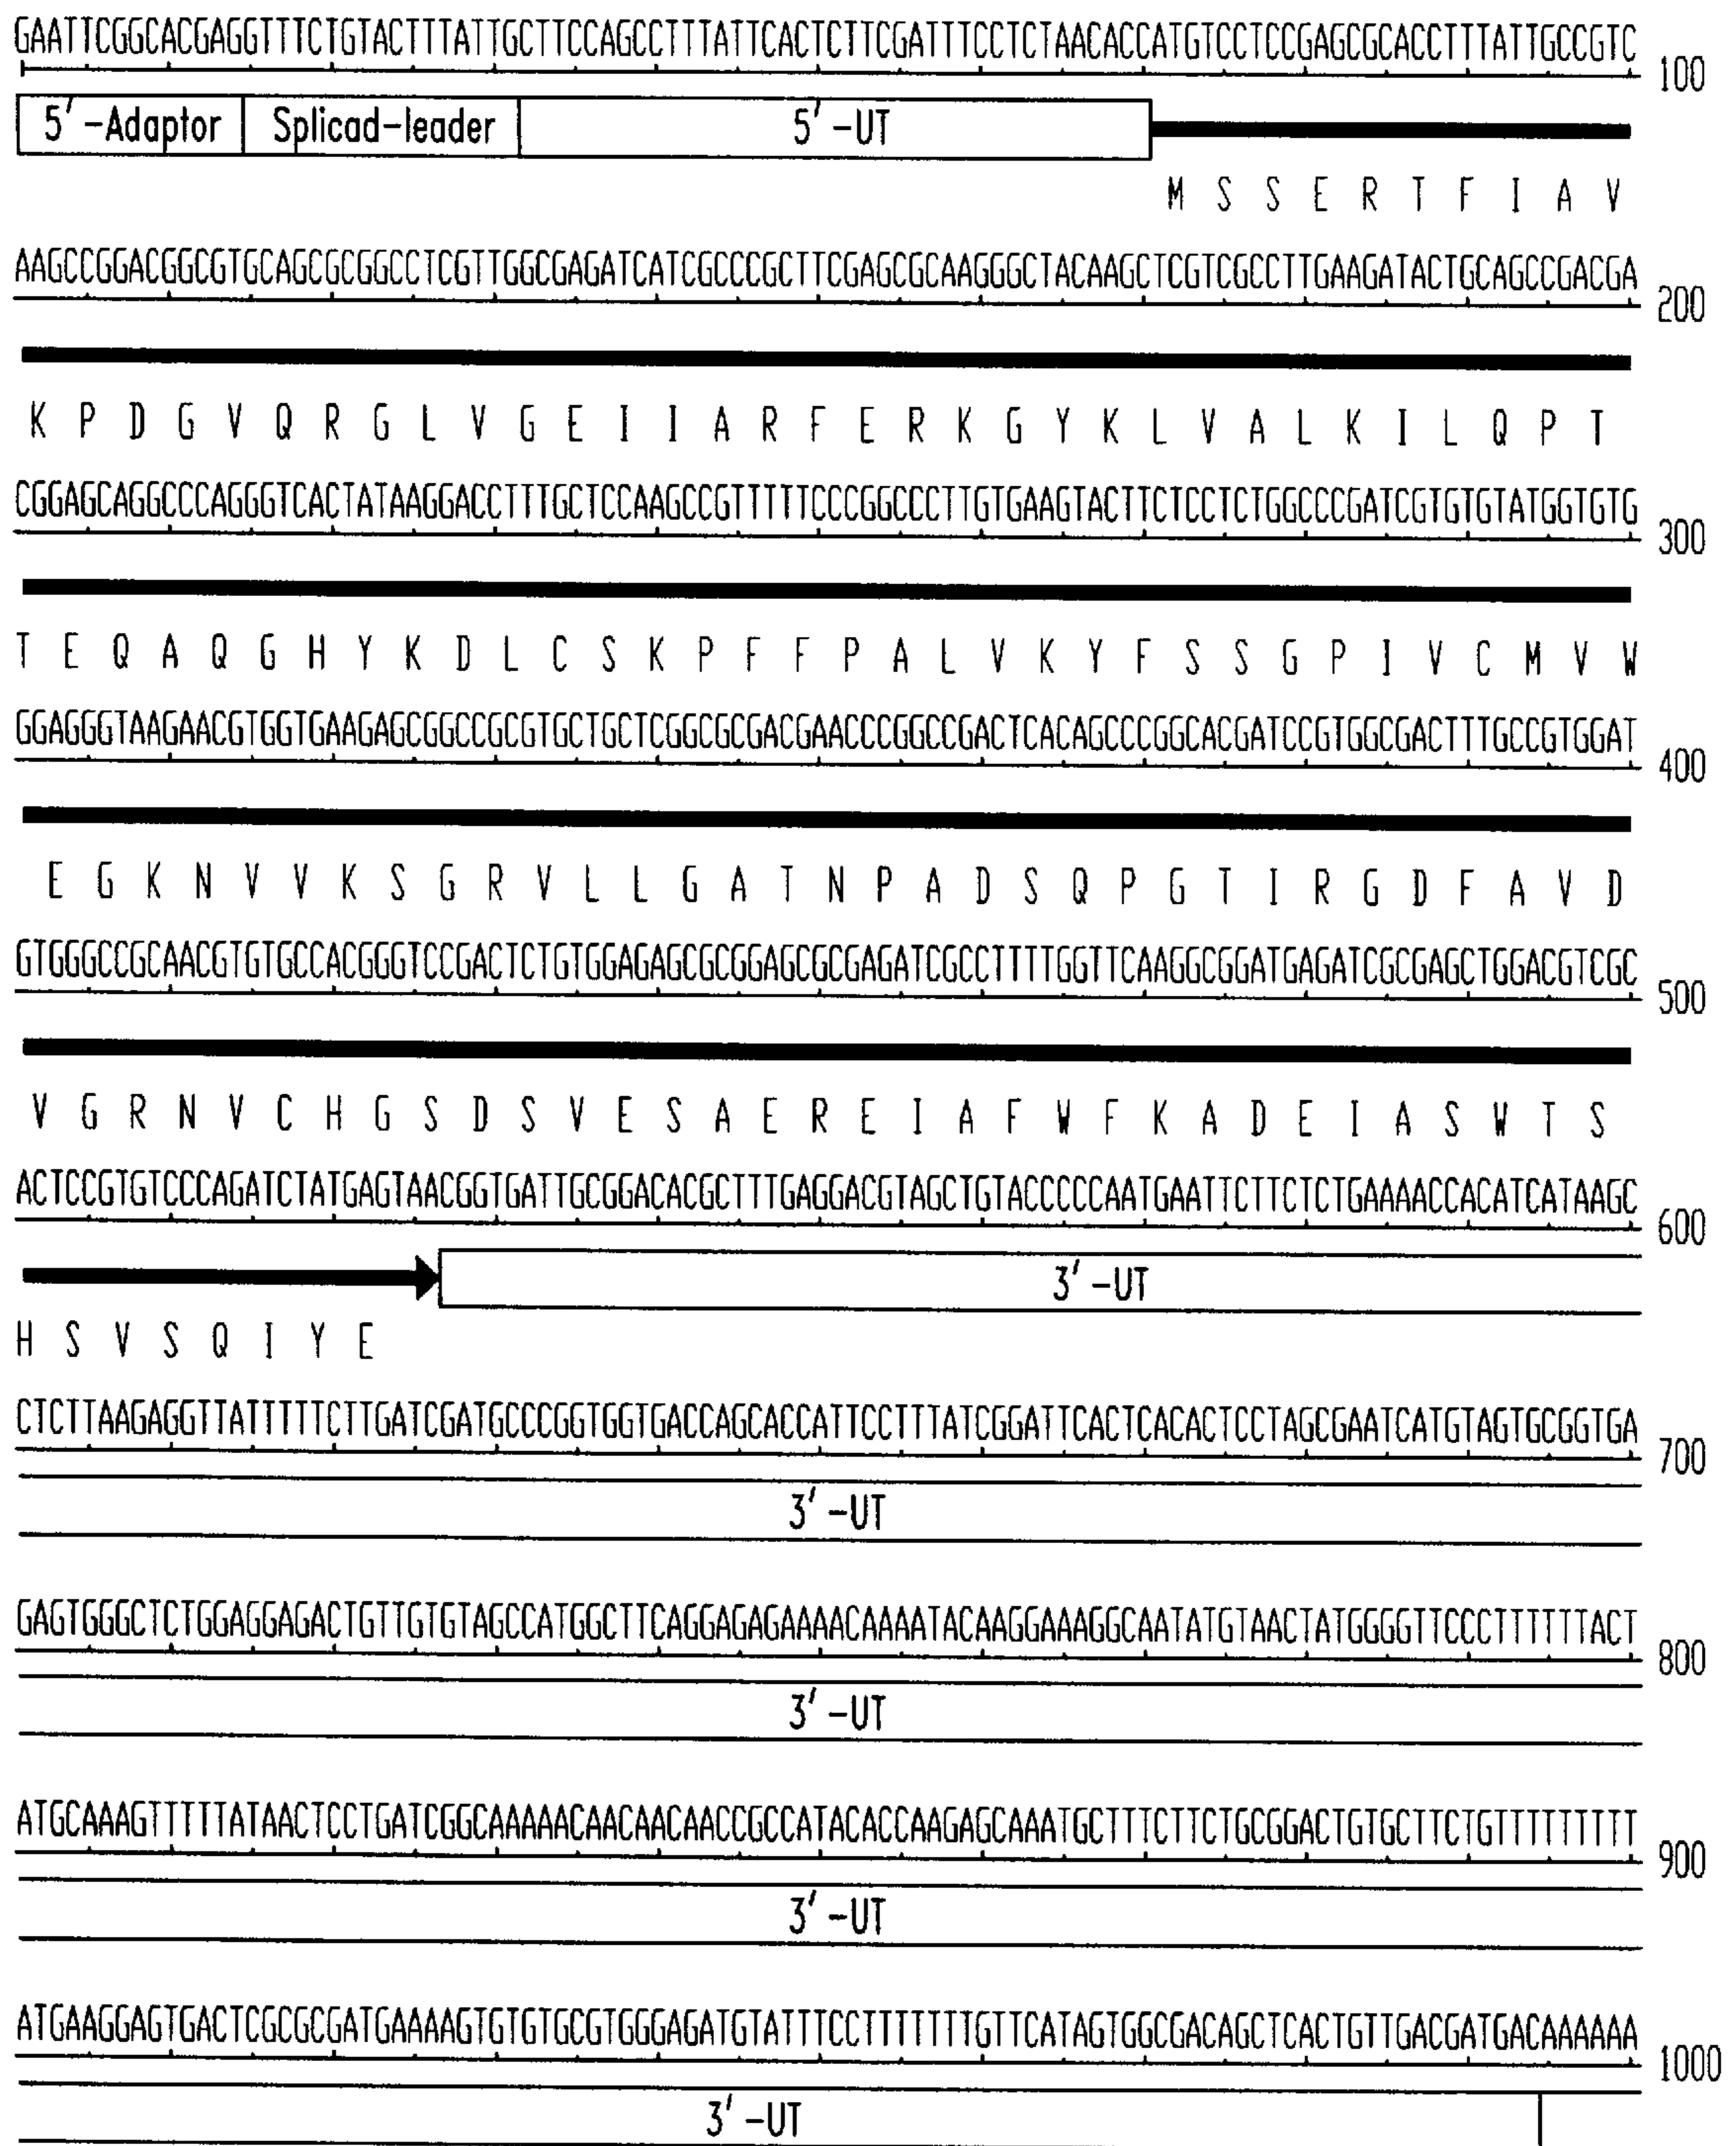 GAATTCGGCACGAGGTTTCTGTACTTTATTGCTTCCAGCCTTTATTCACTCTTCGATTTCCTCTAACACCATGTCCTCCGAGCGCACCTTTATTGCCGTC
100
5′-Adaptor Splicad-leader 5′-UT
M S S E R T F I A V
AAGCCGGACGGCGTGCAGCGCGGCCTCGTTGGCGAGATCATCGCCCGCTTCGAGCGCAAGGGCTACAAGCTCGTCGCCTTGAAGATACTGCAGCCGACGA
200
K P D G V Q R G L V G E I I A R F E R K G Y K L V A L K I L Q P T
CGGAGCAGGCCCAGGGTCACTATAAGGACCTTTGCTCCAAGCCGTTTTTCCCGGCCCTTGTGAAGTACTTCTCCTCTGGCCCGATCGTGTGTATGGTGTG
300
T E Q A Q G H Y K D L C S K P F F P A L V K Y F S S G P I V C M V W
GGAGGGTAAGAACGTGGTGAAGAGCGGCCGCGTGCTGCTCGGCGCGACGAACCCGGCCGACTCACAGCCCGGCACGATCCGTGGCGACTTTGCCGTGGAT
400
E G K N V V K S G R V L L G A T N P A D S Q P G T I R G D F A V D
GTGGGCCGCAACGTGTGCCACGGGTCCGACTCTGTGGAGAGCGCGGAGCGCGAGATCGCCTTTTGGTTCAAGGCGGATGAGATCGCGAGCTGGACGTCGC
500
V G R N V C H G S D S V E S A E R E I A F W F K A D E I A S W T S
ACTCCGTGTCCCAGATCTATGAGTAACGGTGATTGCGGACACGCTTTGAGGACGTAGCTGTACCCCCAATGAATTCTTCTCTGAAAACCACATCATAAGC
600
3′-UT
H S V S Q I Y E
CTCTTAAGAGGTTATTTTTCTTGATCGATGCCCGGTGGTGACCAGCACCATTCCTTTATCGGATTCACTCACACTCCTAGCGAATCATGTAGTGCGGTGA
700
3′-UT
GAGTGGGCTCTGGAGGAGACTGTTGTGTAGCCATGGCTTCAGGAGAGAAAACAAAATACAAGGAAAGGCAATATGTAACTATGGGGTTCCCTTTTTTACT
800
3′-UT
ATGCAAAGTTTTTATAACTCCTGATCGGCAAAAACAACAACAACCGCCATACACCAAGAGCAAATGCTTTCTTCTGCGGACTGTGCTTCTGTTTTTTTTT
900
3′-UT
ATGAAGGAGTGACTCGCGCGATGAAAAGTGTGTGCGTGGGAGATGTATTTCCTTTTTTTGTTCATAGTGGCGACAGCTCACTGTTGACGATGACAAAAAA
1000
3′-UT